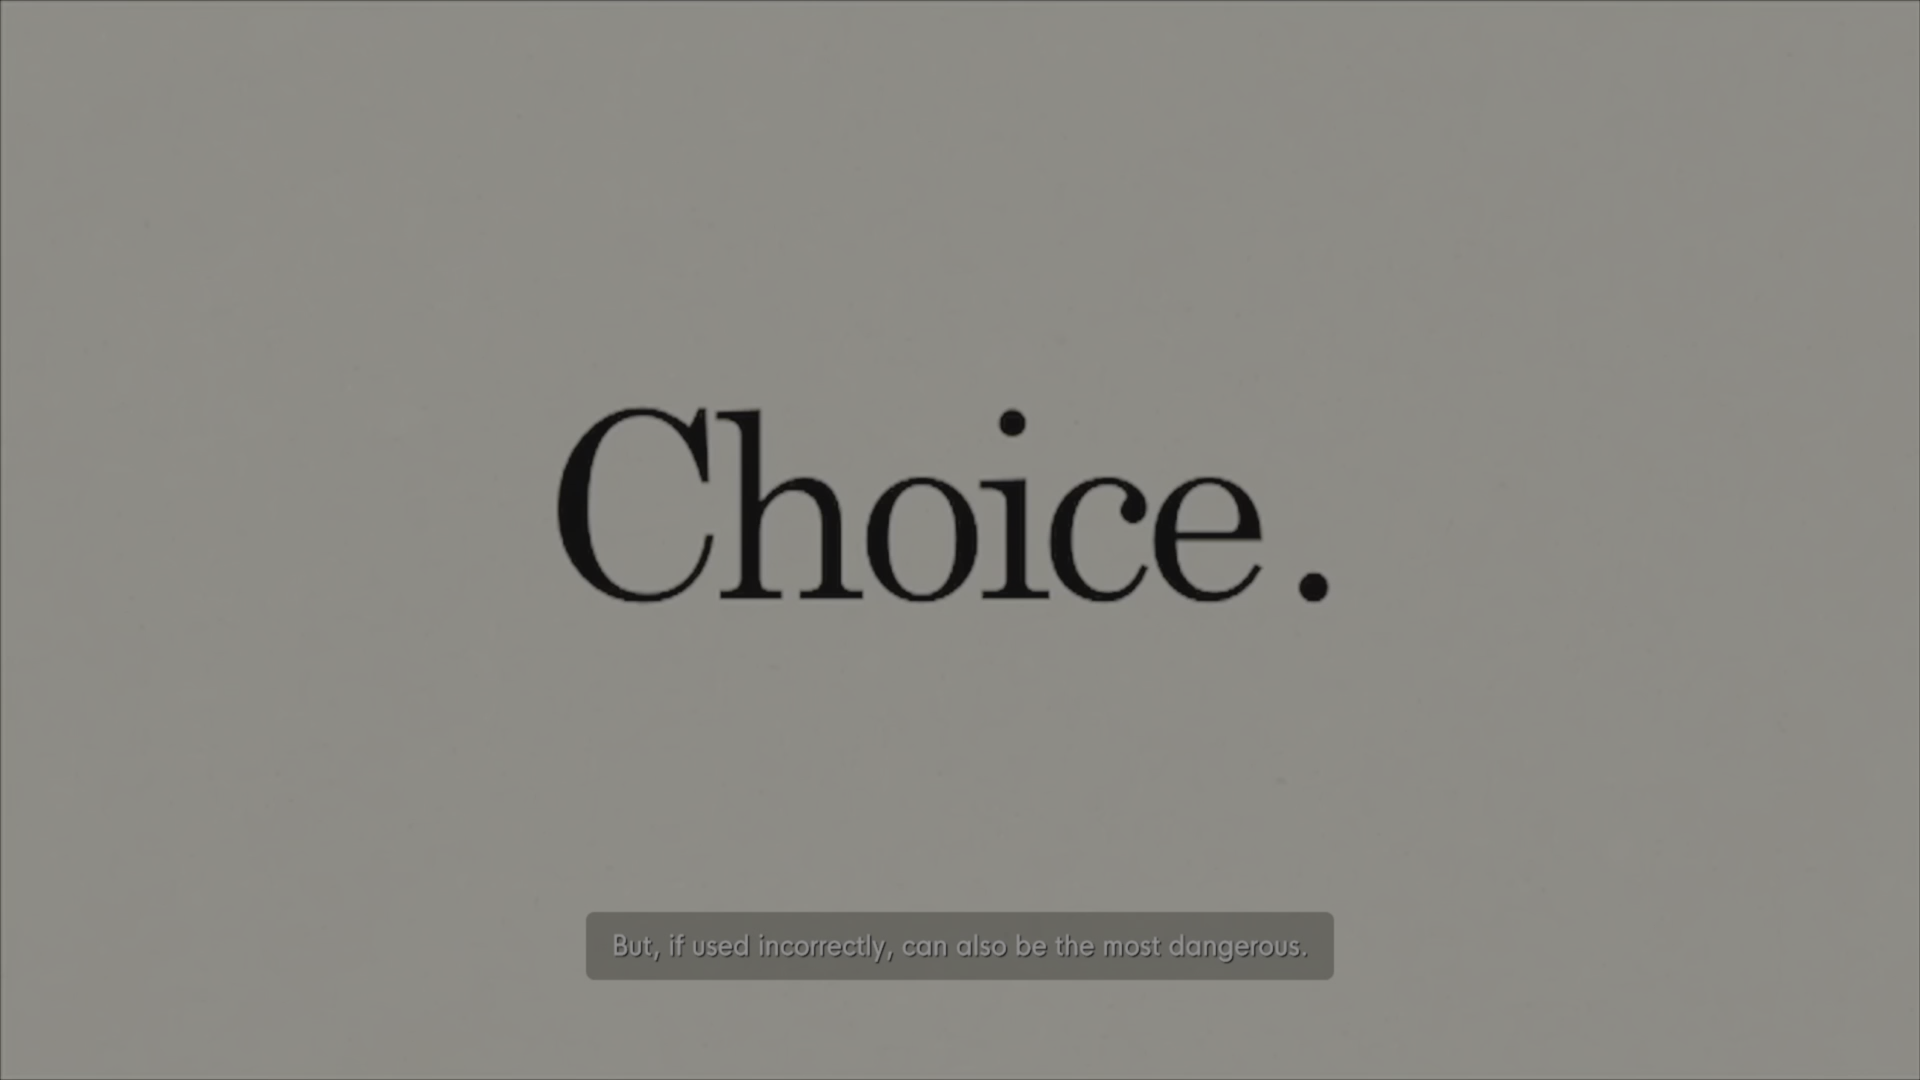 Choice.
But, if used incorrectly, can also be the most dangerous.